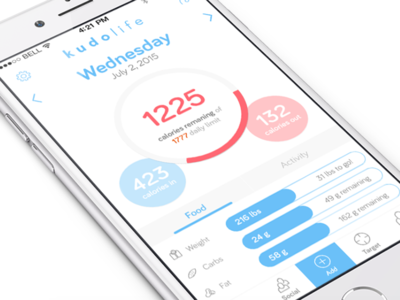 BELL 4:21 PM
kudolife
Wednesday
July 2, 2015
1225
calories remaning of
1777 daily limit
132
calories out
423
calories in
Food Activity
Weight 216 lbs 31 lbs to go!
Carbs 24 g 49 g remaining
Fat 58 g 162 g remaining
Social Add Target